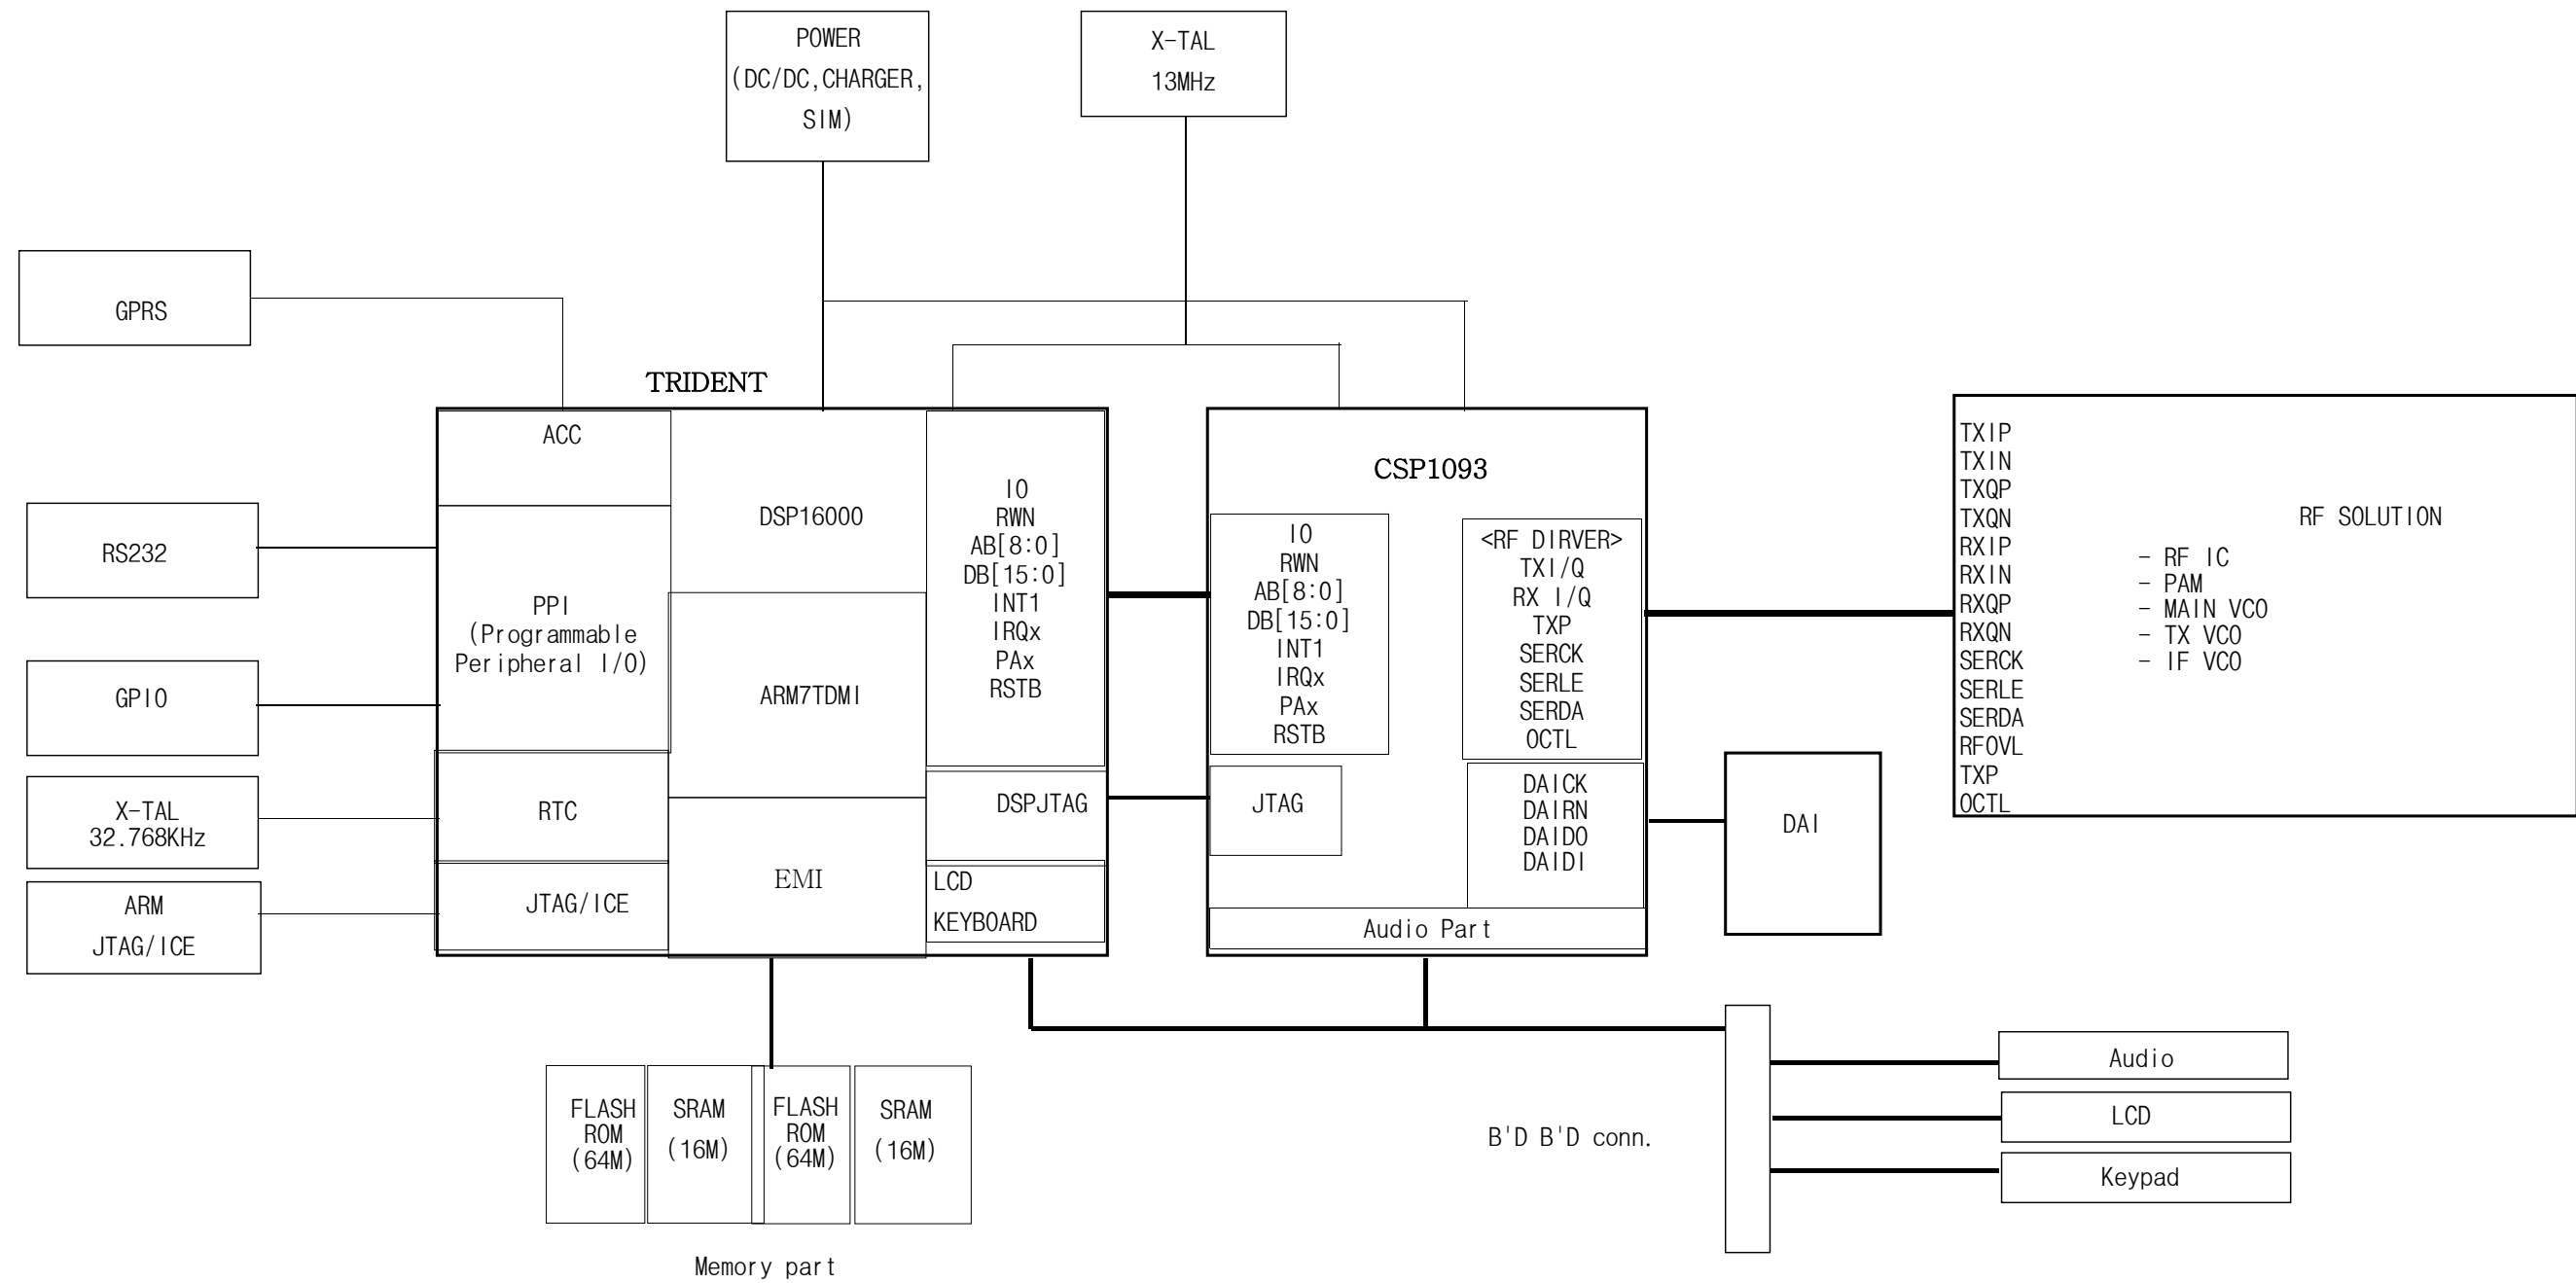 POWER
(DC/DC,CHARGER,
SIM)
X-TAL
13MHz
GPRS
TRIDENT
RS232
GPIO
X-TAL
32.768KHz
ARM
JTAG/ICE
ACC
PPI
(Programmable
Peripheral I/O)
RTC
JTAG/ICE
DSP16000
ARM7TDMI
EMI
IO
RWN
AB[8:0]
DB[15:0]
INT1
IRQx
PAx
RSTB
DSPJTAG
LCD
KEYBOARD
CSP1093
IO
RWN
AB[8:0]
DB[15:0]
INT1
IRQx
PAx
RSTB
JTAG
<RF DIRVER>
TXI/Q
RX I/Q
TXP
SERCK
SERLE
SERDA
OCTL
DAICK
DAIRN
DAIDO
DAIDI
Audio Part
DAI
TXIP
TXIN
TXQP
TXQN
RXIP
RXIN
RXQP
RXQN
SERCK
SERLE
SERDA
RFOVL
TXP
OCTL
RF SOLUTION
- RF IC
- PAM
- MAIN VCO
- TX VCO
- IF VCO
FLASH
ROM
(64M)
SRAM
(16M)
FLASH
ROM
(64M)
SRAM
(16M)
Memory part
B'D B'D conn.
Audio
LCD
Keypad